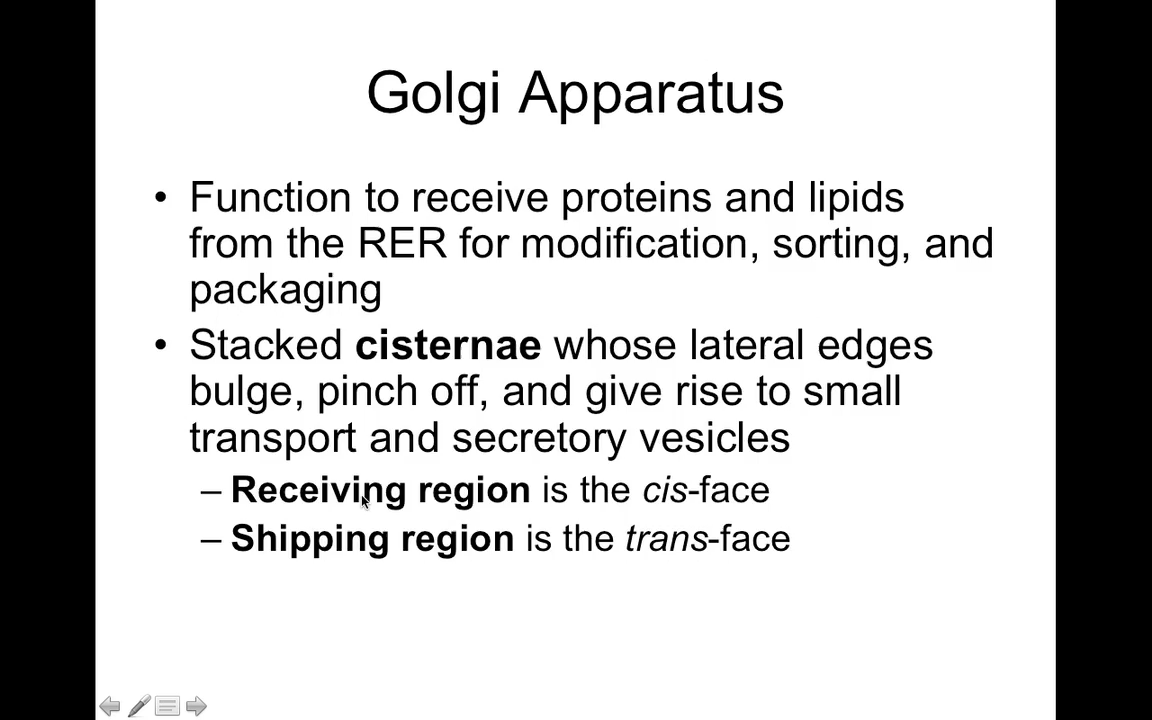 Golgi Apparatus
• Function to receive proteins and lipids
from the RER for modification, sorting, and
packaging
• Stacked cisternae whose lateral edges
bulge, pinch off, and give rise to small
transport and secretory vesicles
– Receiving region is the cis-face
– Shipping region is the trans-face